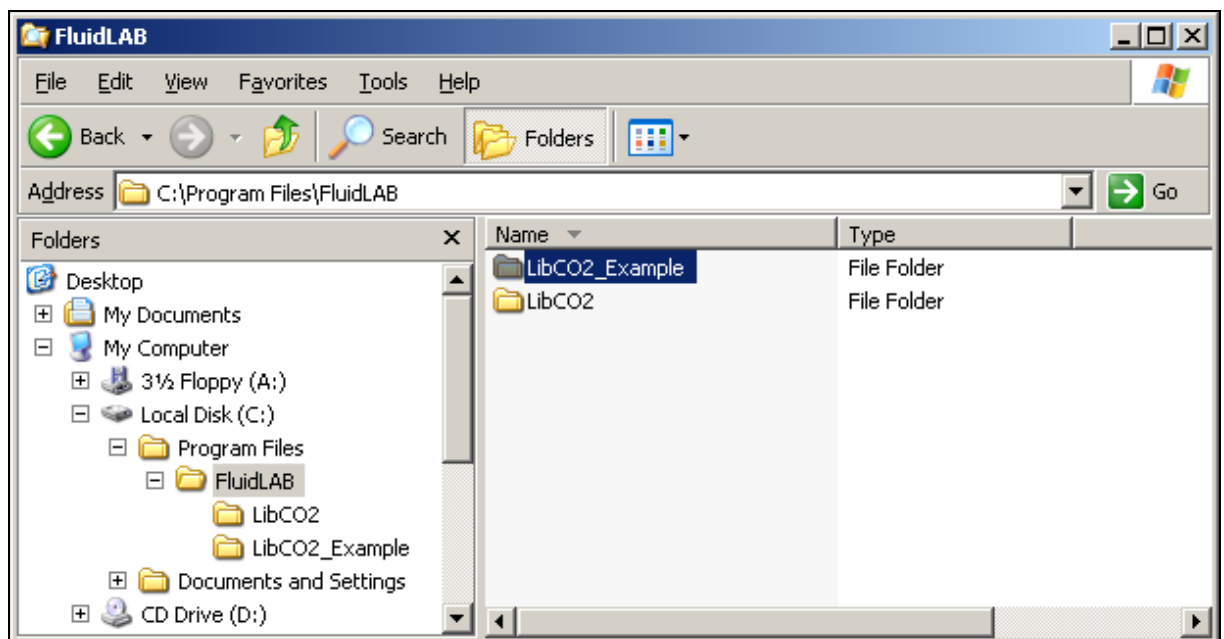 FluidLAB
File Edit View Favorites Tools Help
Back Search Folders
Address C:\Program Files\FluidLAB Go
Folders
Desktop
My Documents
My Computer
3½ Floppy (A:)
Local Disk (C:)
Program Files
FluidLAB
LibCO2
LibCO2_Example
Documents and Settings
CD Drive (D:)
Name Type
LibCO2_Example File Folder
LibCO2 File Folder